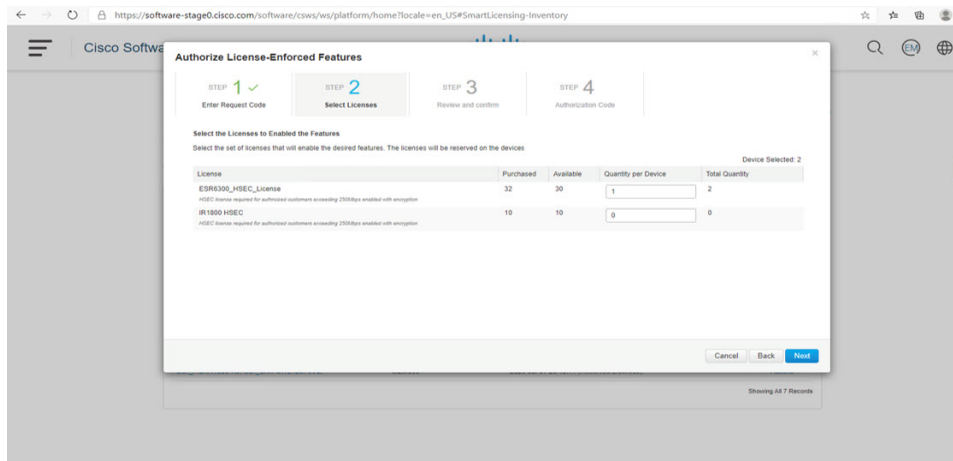 https://software-stage0.cisco.com/software/csws/ws/platform/home?locale=en_US#SmartLicensing-Inventory
Cisco Softwa
EM
Authorize License-Enforced Features
STEP 1
Enter Request Code
STEP 2
Select Licenses
STEP 3
Review and confirm
STEP 4
Authorization Code
Select the Licenses to Enabled the Features
Select the set of licenses that will enable the desired features. The licenses will be reserved on the devices
Device Selected: 2
License Purchased Available Quantity per Device Total Quantity
ESR6300_HSEC_License 32 30 1 2
HSEC license required for authorized customers exceeding 250Mbps enabled with encryption
IR1800 HSEC 10 10 0 0
HSEC license required for authorized customers exceeding 250Mbps enabled with encryption
Cancel Back Next
Showing All 7 Records